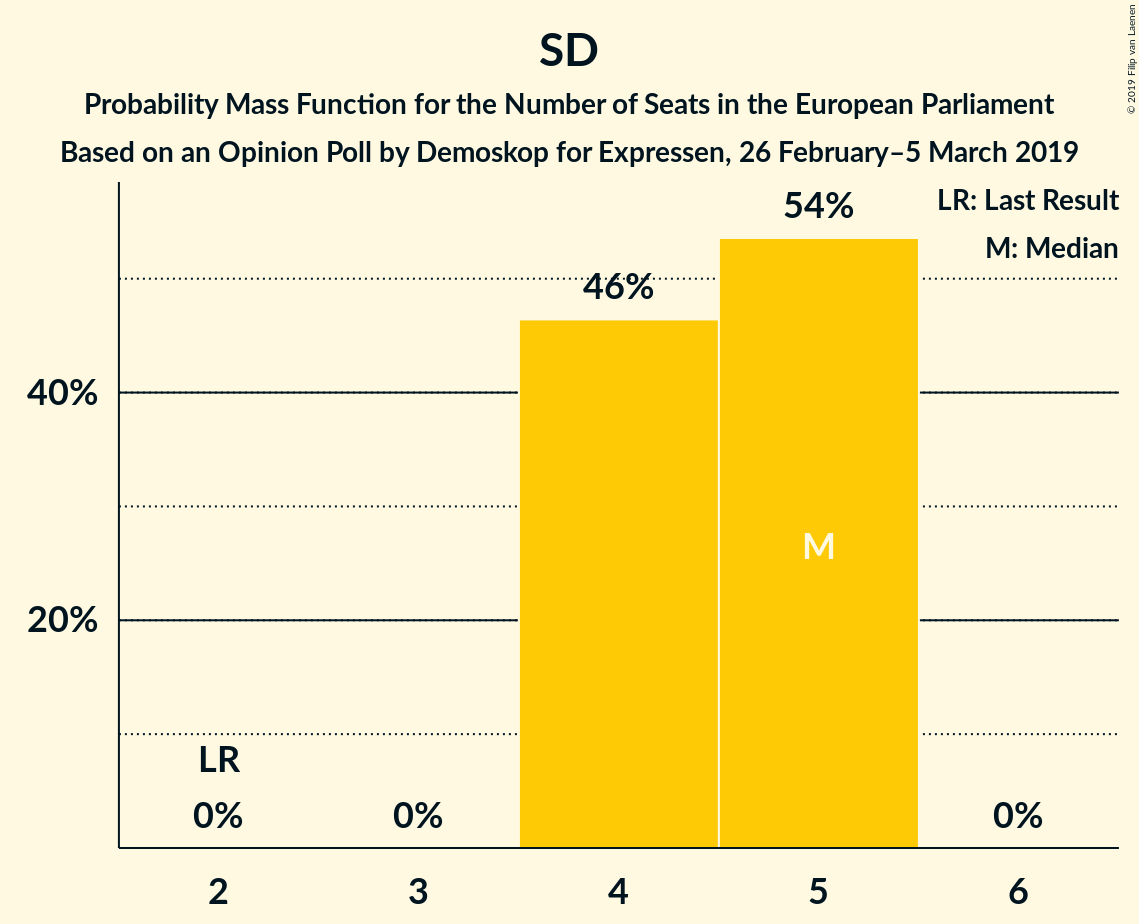 SD
Probability Mass Function for the Number of Seats in the European Parliament
Based on an Opinion Poll by Demoskop for Expressen, 26 February–5 March 2019
© 2019 Filip van Laenen
LR: Last Result
M: Median
54%
46%
40%
M
20%
LR
0%
0%
0%
2
3
4
5
6